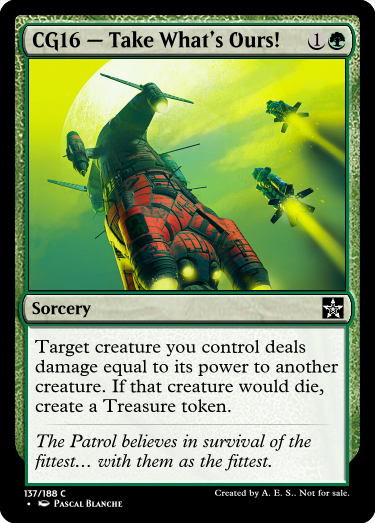 CG16 — Take What's Ours! 1
Sorcery
Target creature you control deals
damage equal to its power to another
creature. If that creature would die,
create a Treasure token.
The Patrol believes in survival of the
fittest… with them as the fittest.
137/188 C
• Pascal Blanche
Created by A. E. S.. Not for sale.